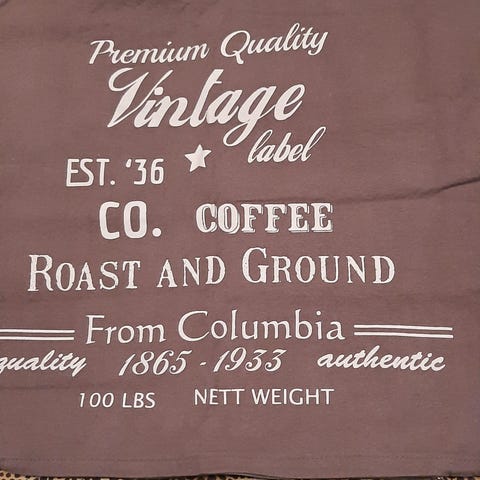 Premium Quality
Vintage
label
EST. '36
CO. COFFEE
ROAST AND GROUND
From Columbia
quality 1865 - 1933 authentic
100 LBS NETT WEIGHT